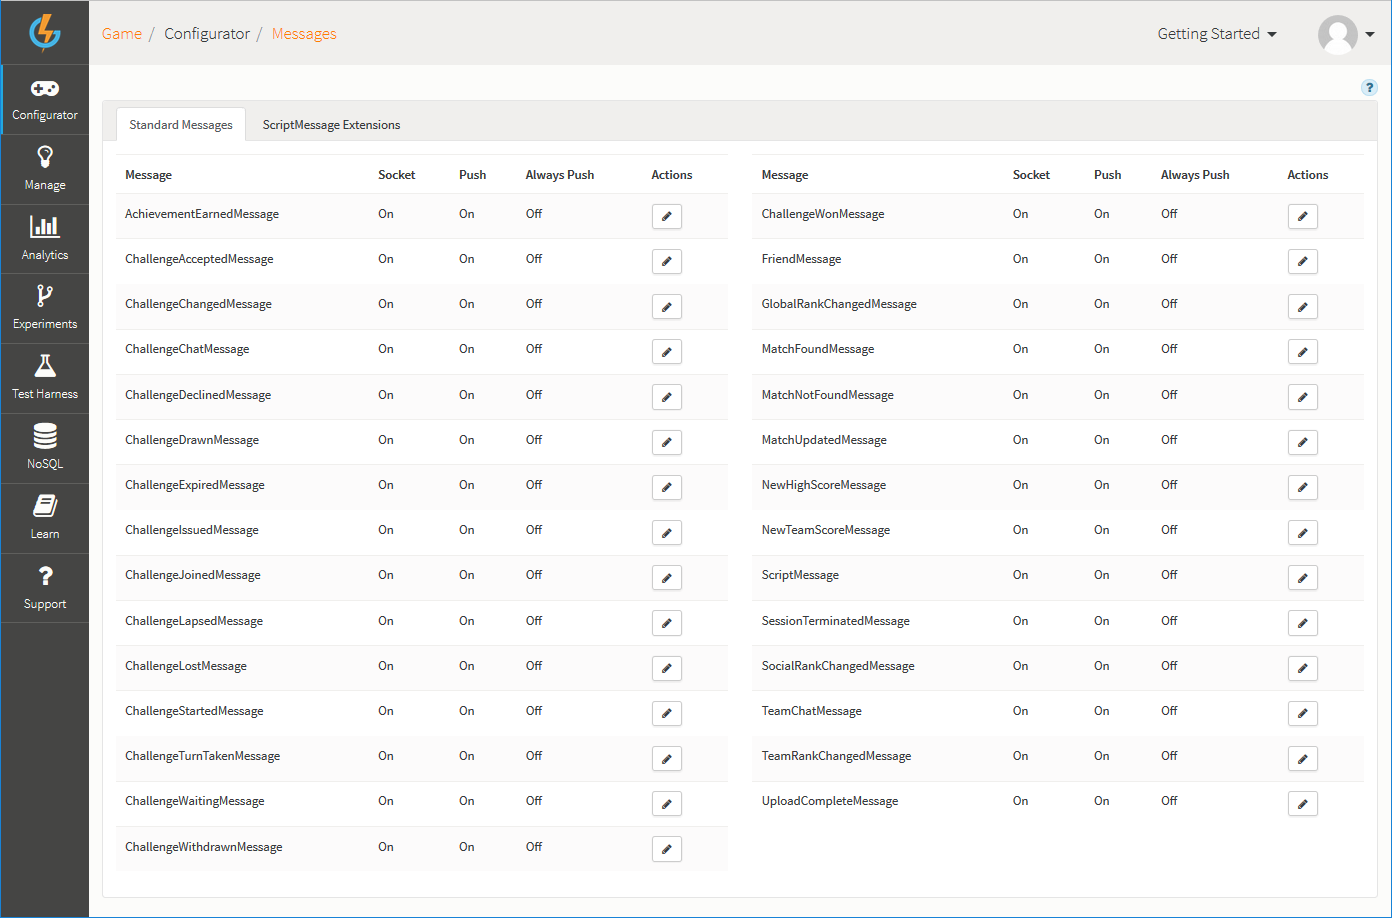 Game / Configurator / Messages
Getting Started
?
Configurator
Manage
Analytics
Experiments
Test Harness
NoSQL
Learn
?
Support
Standard Messages ScriptMessage Extensions
Message Socket Push Always Push Actions
AchievementEarnedMessage On On Off
ChallengeAcceptedMessage On On Off
ChallengeChangedMessage On On Off
ChallengeChatMessage On On Off
ChallengeDeclinedMessage On On Off
ChallengeDrawnMessage On On Off
ChallengeExpiredMessage On On Off
ChallengeIssuedMessage On On Off
ChallengeJoinedMessage On On Off
ChallengeLapsedMessage On On Off
ChallengeLostMessage On On Off
ChallengeStartedMessage On On Off
ChallengeTurnTakenMessage On On Off
ChallengeWaitingMessage On On Off
ChallengeWithdrawnMessage On On Off
Message Socket Push Always Push Actions
ChallengeWonMessage On On Off
FriendMessage On On Off
GlobalRankChangedMessage On On Off
MatchFoundMessage On On Off
MatchNotFoundMessage On On Off
MatchUpdatedMessage On On Off
NewHighScoreMessage On On Off
NewTeamScoreMessage On On Off
ScriptMessage On On Off
SessionTerminatedMessage On On Off
SocialRankChangedMessage On On Off
TeamChatMessage On On Off
TeamRankChangedMessage On On Off
UploadCompleteMessage On On Off